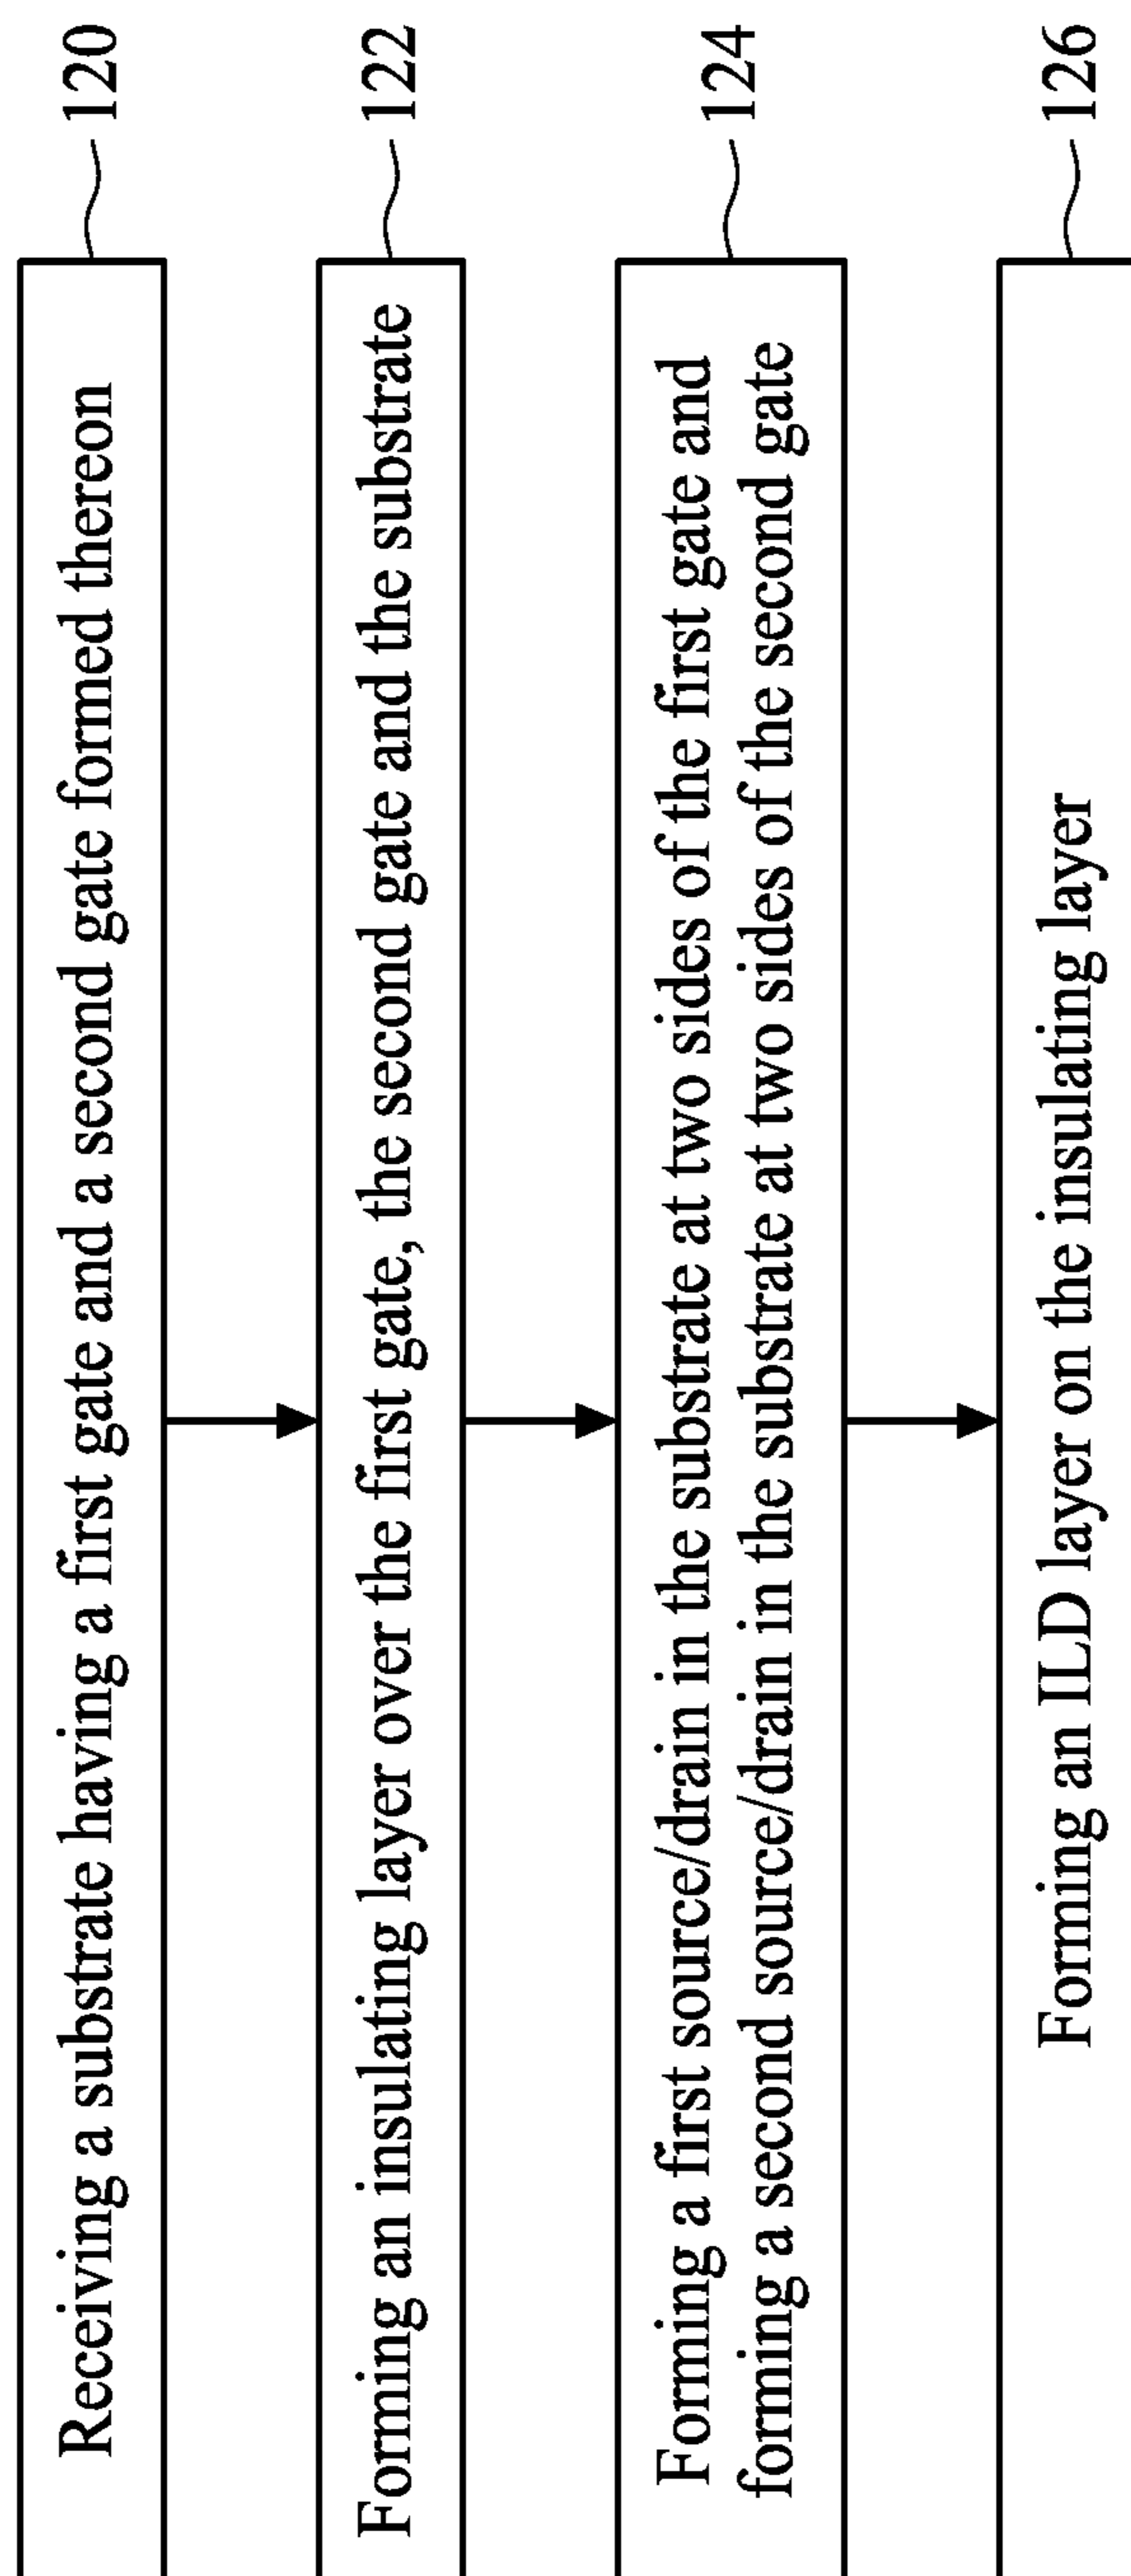 Receiving a substrate having a first gate and a second gate formed thereon
120
Forming an insulating layer over the first gate, the second gate and the substrate
122
Forming a first source/drain in the substrate at two sides of the first gate and
forming a second source/drain in the substrate at two sides of the second gate
124
Forming an ILD layer on the insulating layer
126